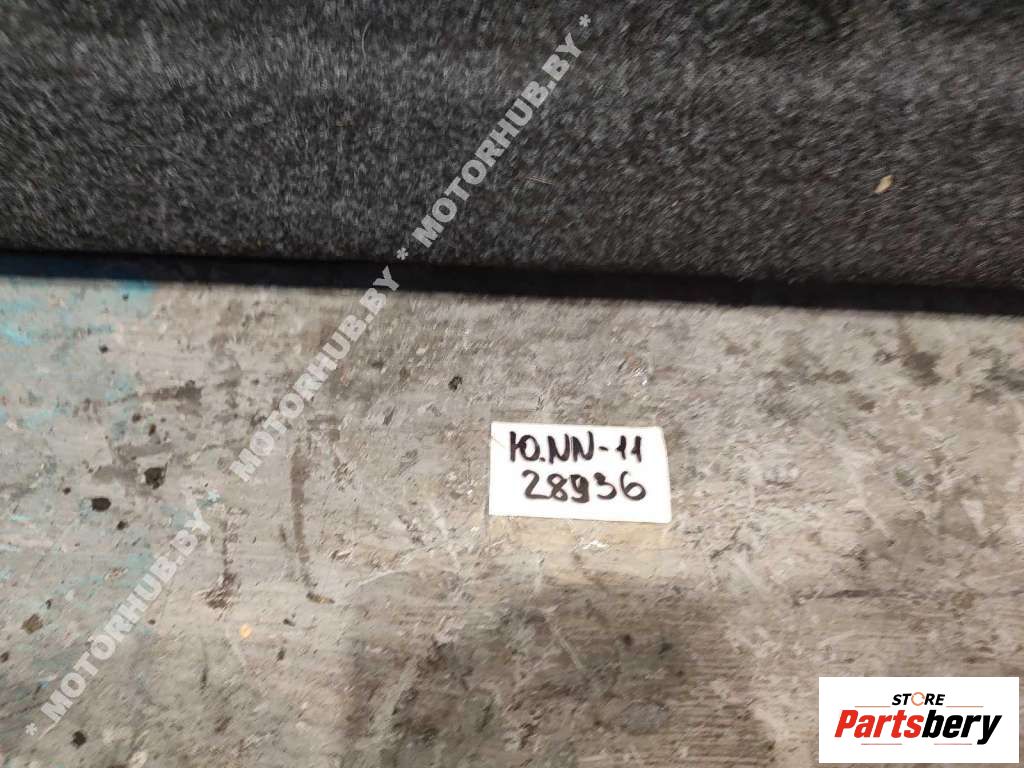 * MOTORHUB.BY * MOTORHUB.BY * MOTORHUB.BY *
Ю.NN-11
28936
STORE
Partsbery